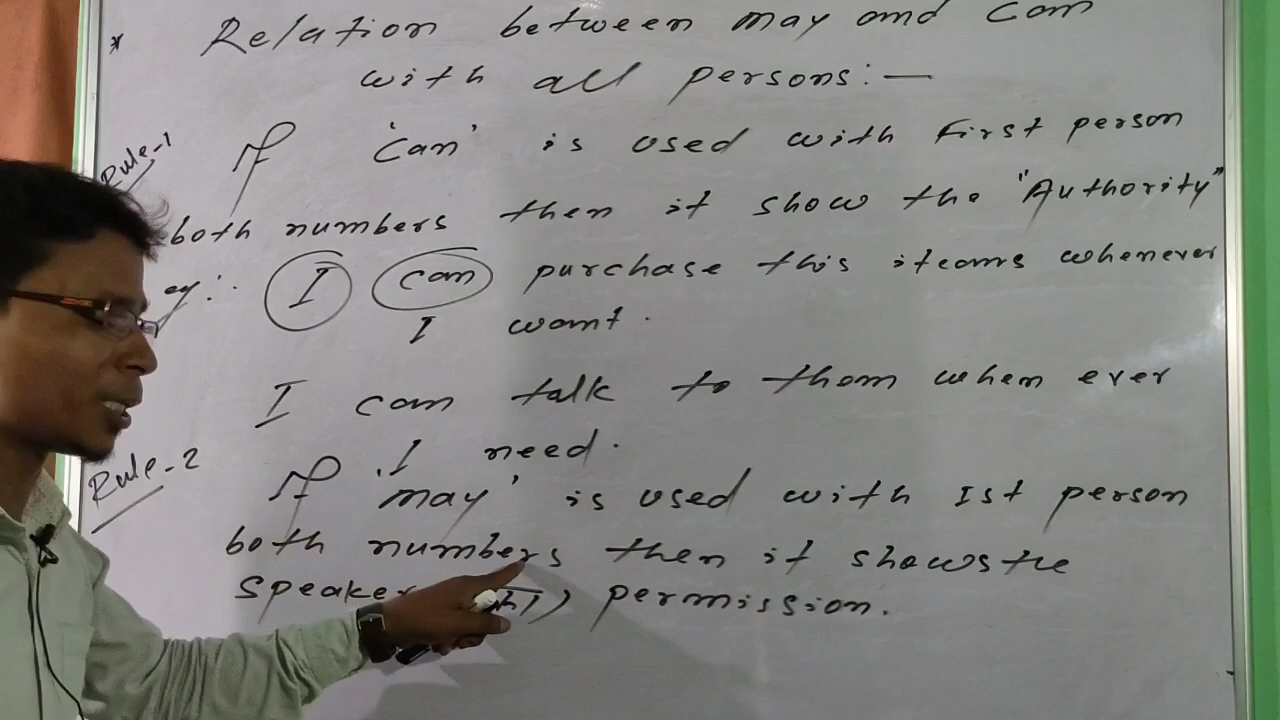 * Relation between may and can
with all persons:—
Rule-1
If 'can' is used with first person
both numbers then it show the "Authority"
eg:. I can purchase this iteams whenever
I want.
I can talk to them when ever
I need.
Rule-2
If 'may' is used with Ist person
both numbers then it shows the
speaker permission.